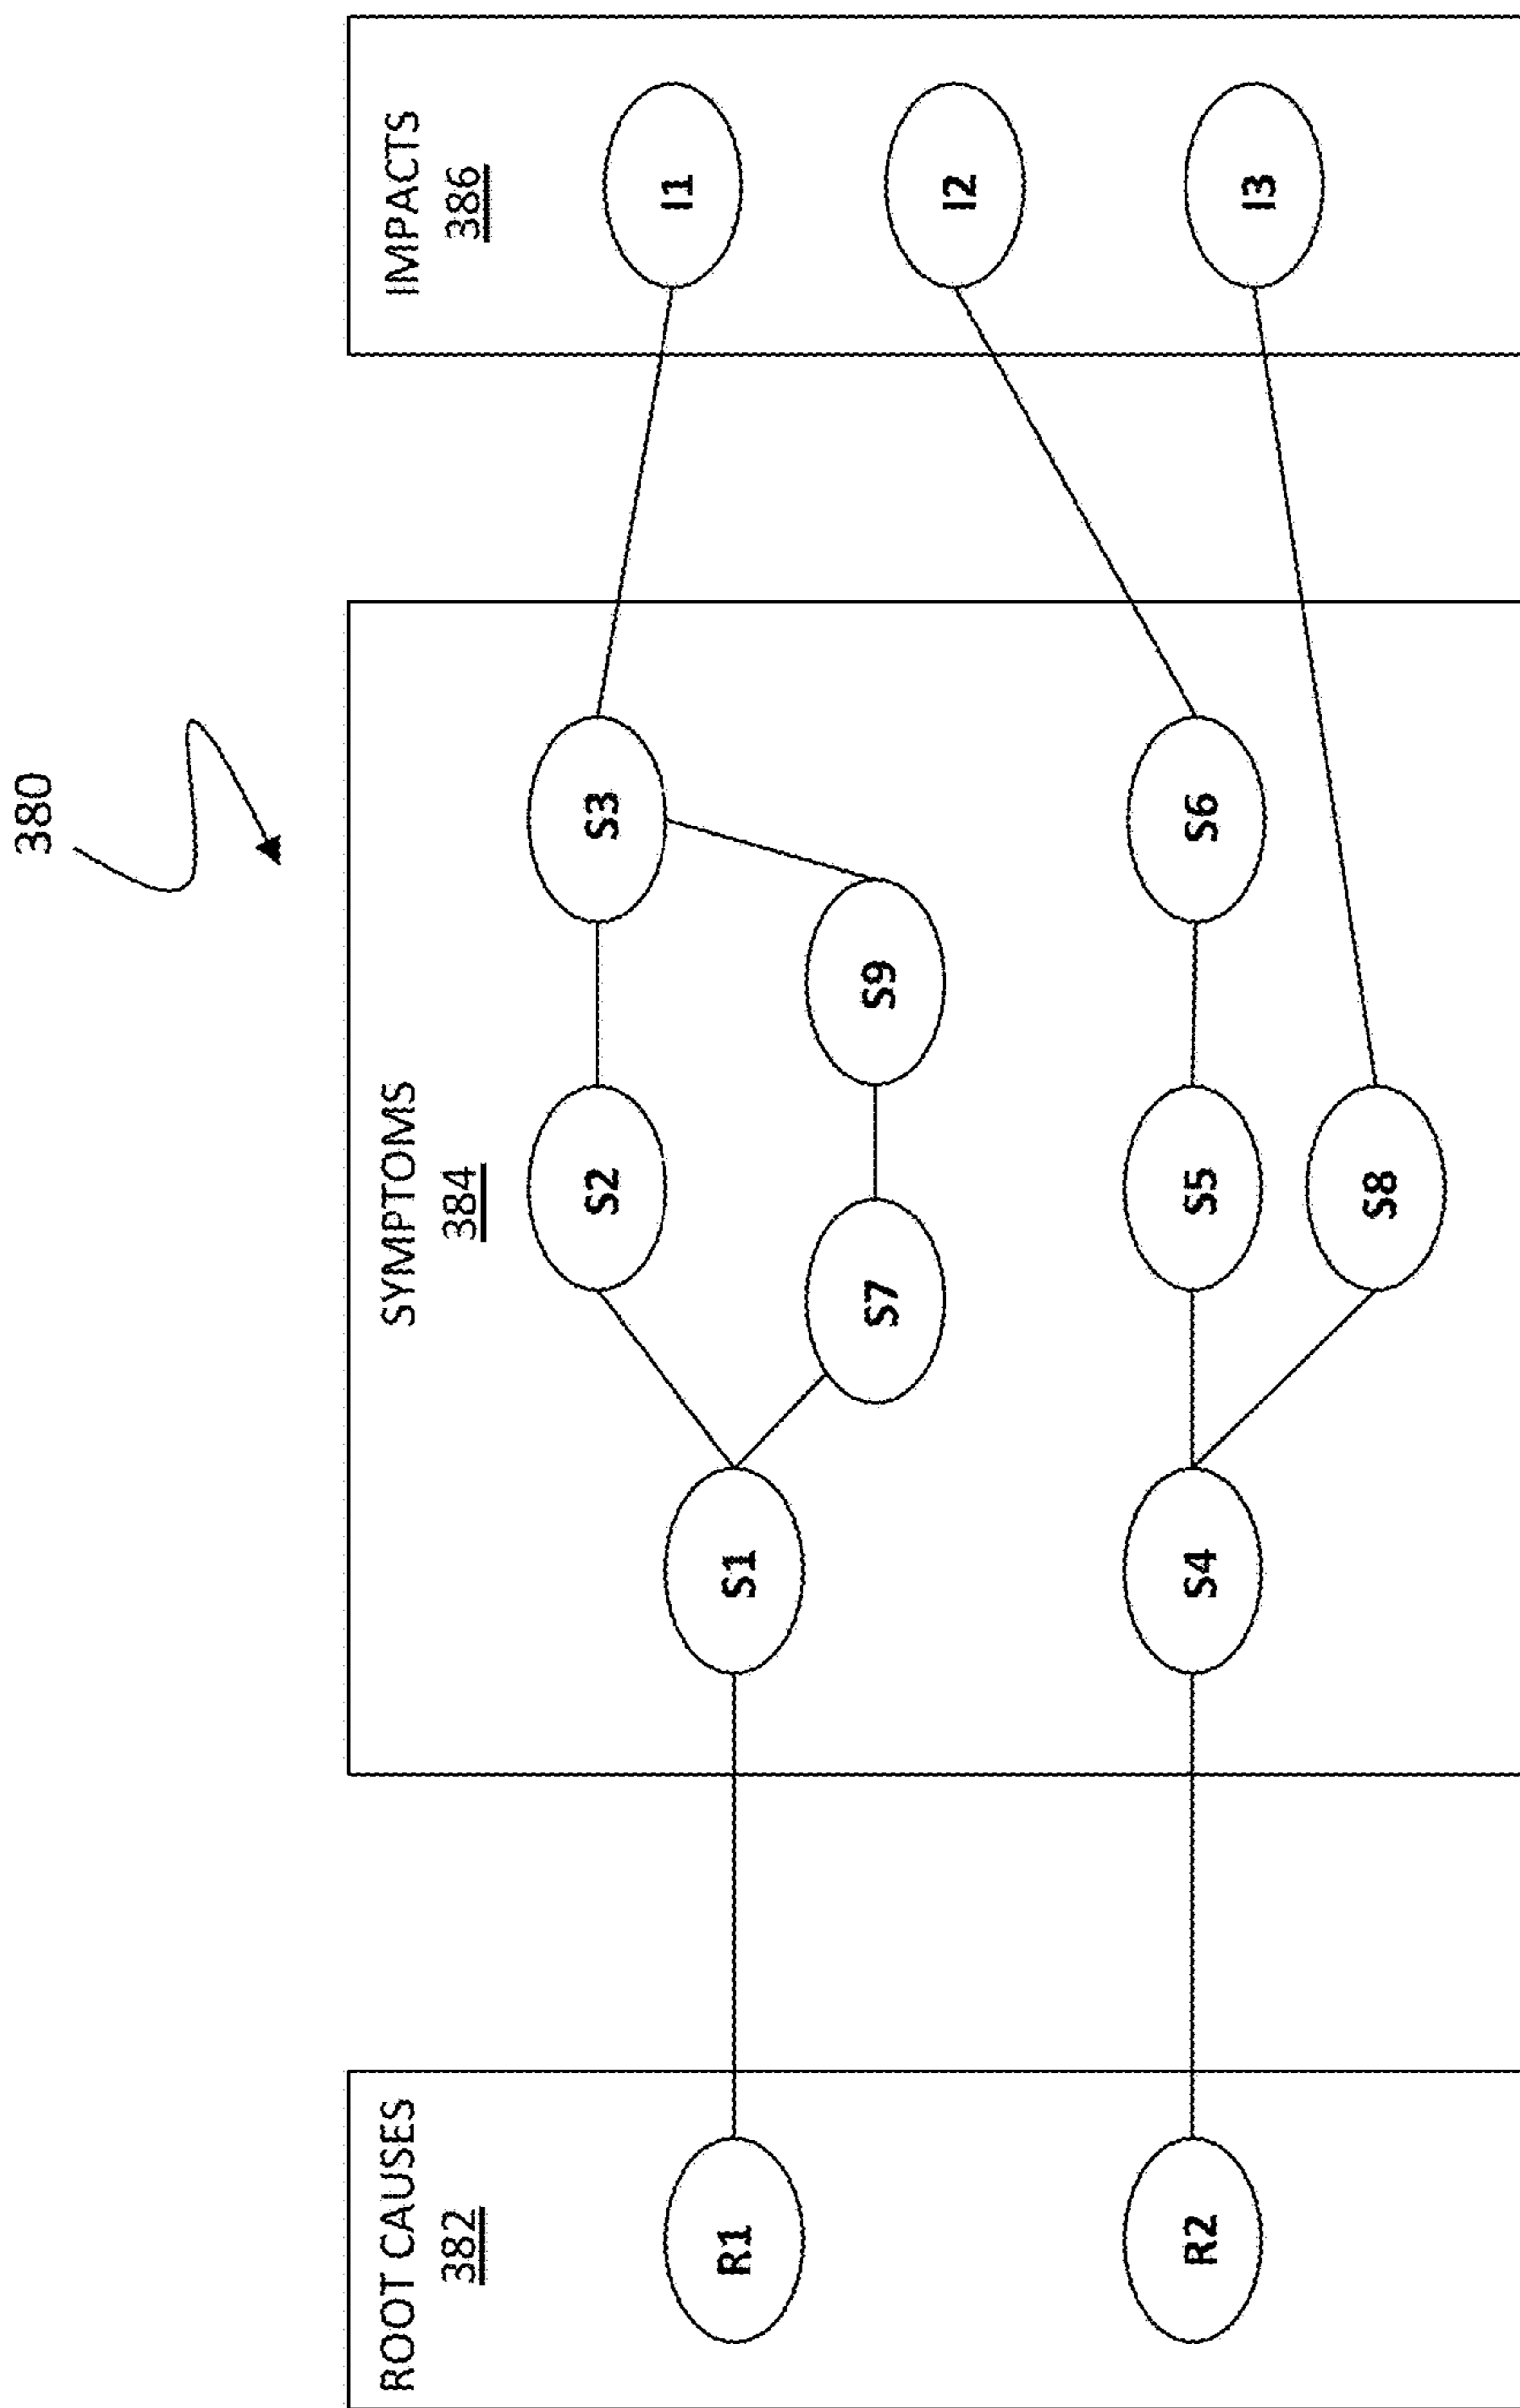 380
ROOT CAUSES
382
SYMPTOMS
384
IMPACTS
386
R1
R2
S1
S2
S3
S7
S9
S4
S5
S6
S8
I1
I2
I3